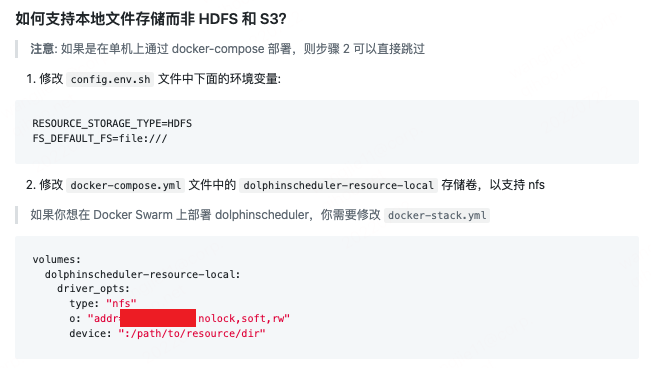 如何支持本地文件存储而非 HDFS 和 S3?
注意: 如果是在单机上通过 docker-compose 部署，则步骤 2 可以直接跳过
1. 修改 config.env.sh 文件中下面的环境变量:
RESOURCE_STORAGE_TYPE=HDFS
FS_DEFAULT_FS=file:///
2. 修改 docker-compose.yml 文件中的 dolphinscheduler-resource-local 存储卷，以支持 nfs
如果你想在 Docker Swarm 上部署 dolphinscheduler，你需要修改 docker-stack.yml
volumes:
dolphinscheduler-resource-local:
driver_opts:
type: "nfs"
o: "addr= nolock,soft,rw"
device: ":/path/to/resource/dir"